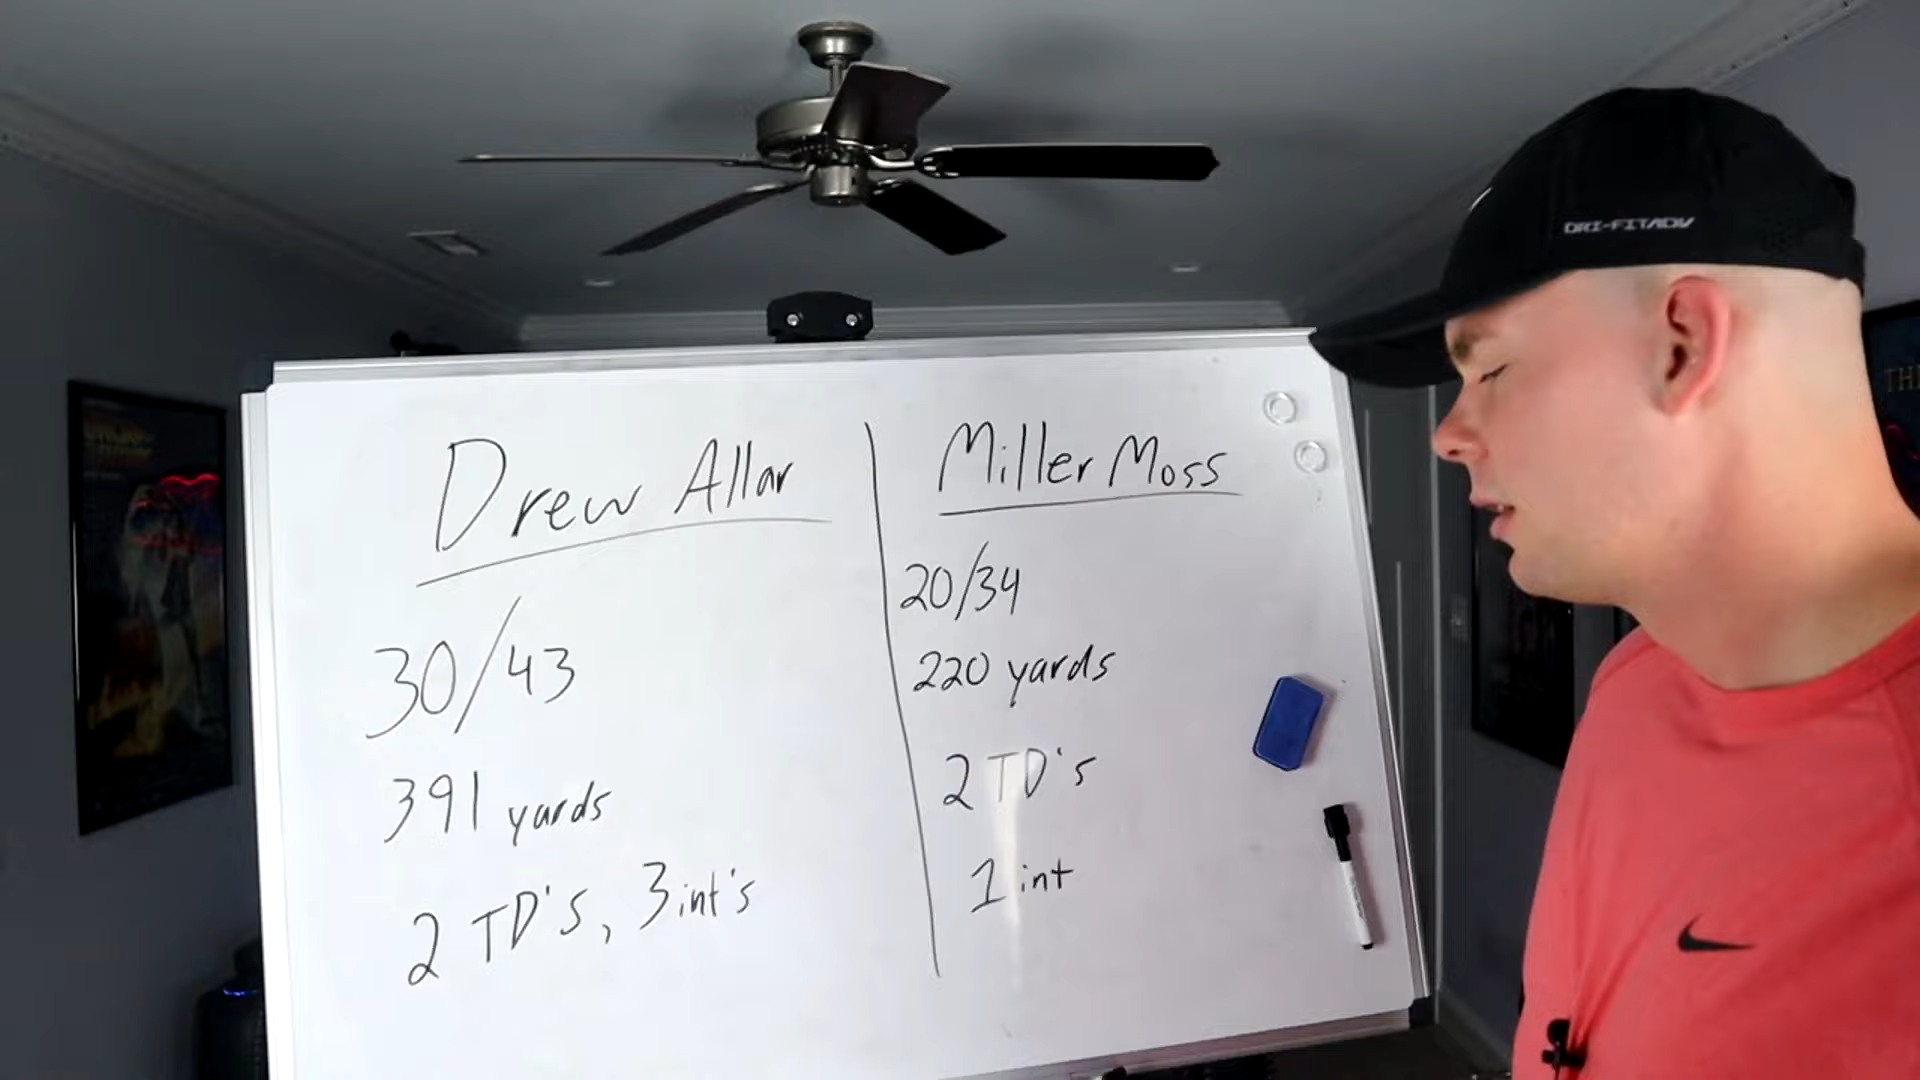 DRI-FIT ADV
THE
Drew Allar
30/43
391 yards
2 TD's, 3 int's
Miller Moss
20/34
220 yards
2 TD's
1 int